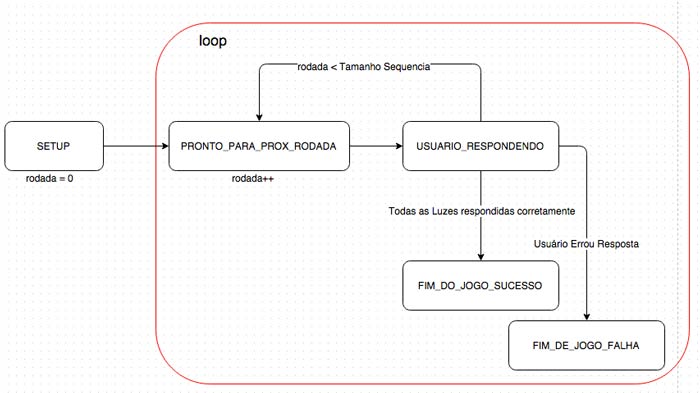 loop
rodada < Tamanho Sequencia
SETUP
PRONTO_PARA_PROX_RODADA
USUARIO_RESPONDENDO
rodada = 0
rodada++
Todas as Luzes respondidas corretamente
Usuário Errou Resposta
FIM_DO_JOGO_SUCESSO
FIM_DE_JOGO_FALHA